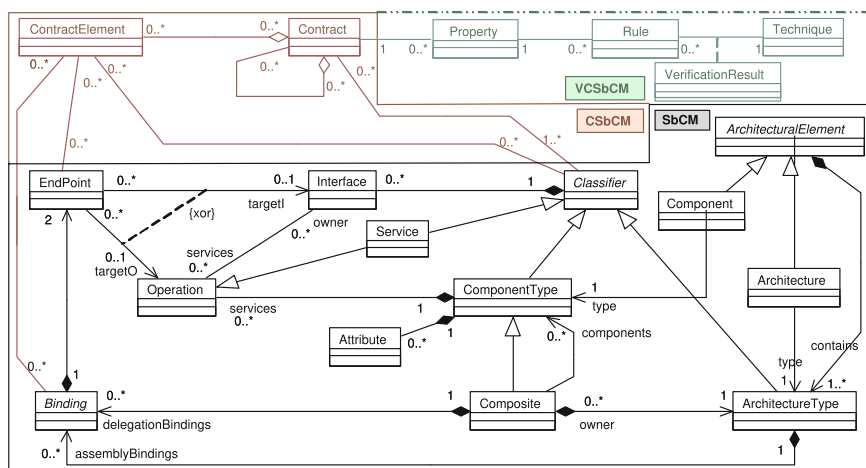 ContractElement
0..*
Contract
1
0..*
Property
1
0..*
Rule
0..*
1
Technique
0..*
0..*
0..*
0..*
0..*
0..*
VerificationResult
VCSbCM
CSbCM
SbCM
ArchitecturalElement
0..*
0..*
1..*
EndPoint
0..*
0..1
Interface
0..*
1
Classifier
targetI
Component
2
0..*
{xor}
0..*
owner
Service
0..1
targetO
services
0..*
Operation
ComponentType
1
type
Architecture
services
0..*
1
1
Attribute
0..*
0..*
components
contains
type
0..*
1
1
1..*
Binding
0..*
1
Composite
0..*
1
ArchitectureType
delegationBindings
owner
0..*
assemblyBindings
1